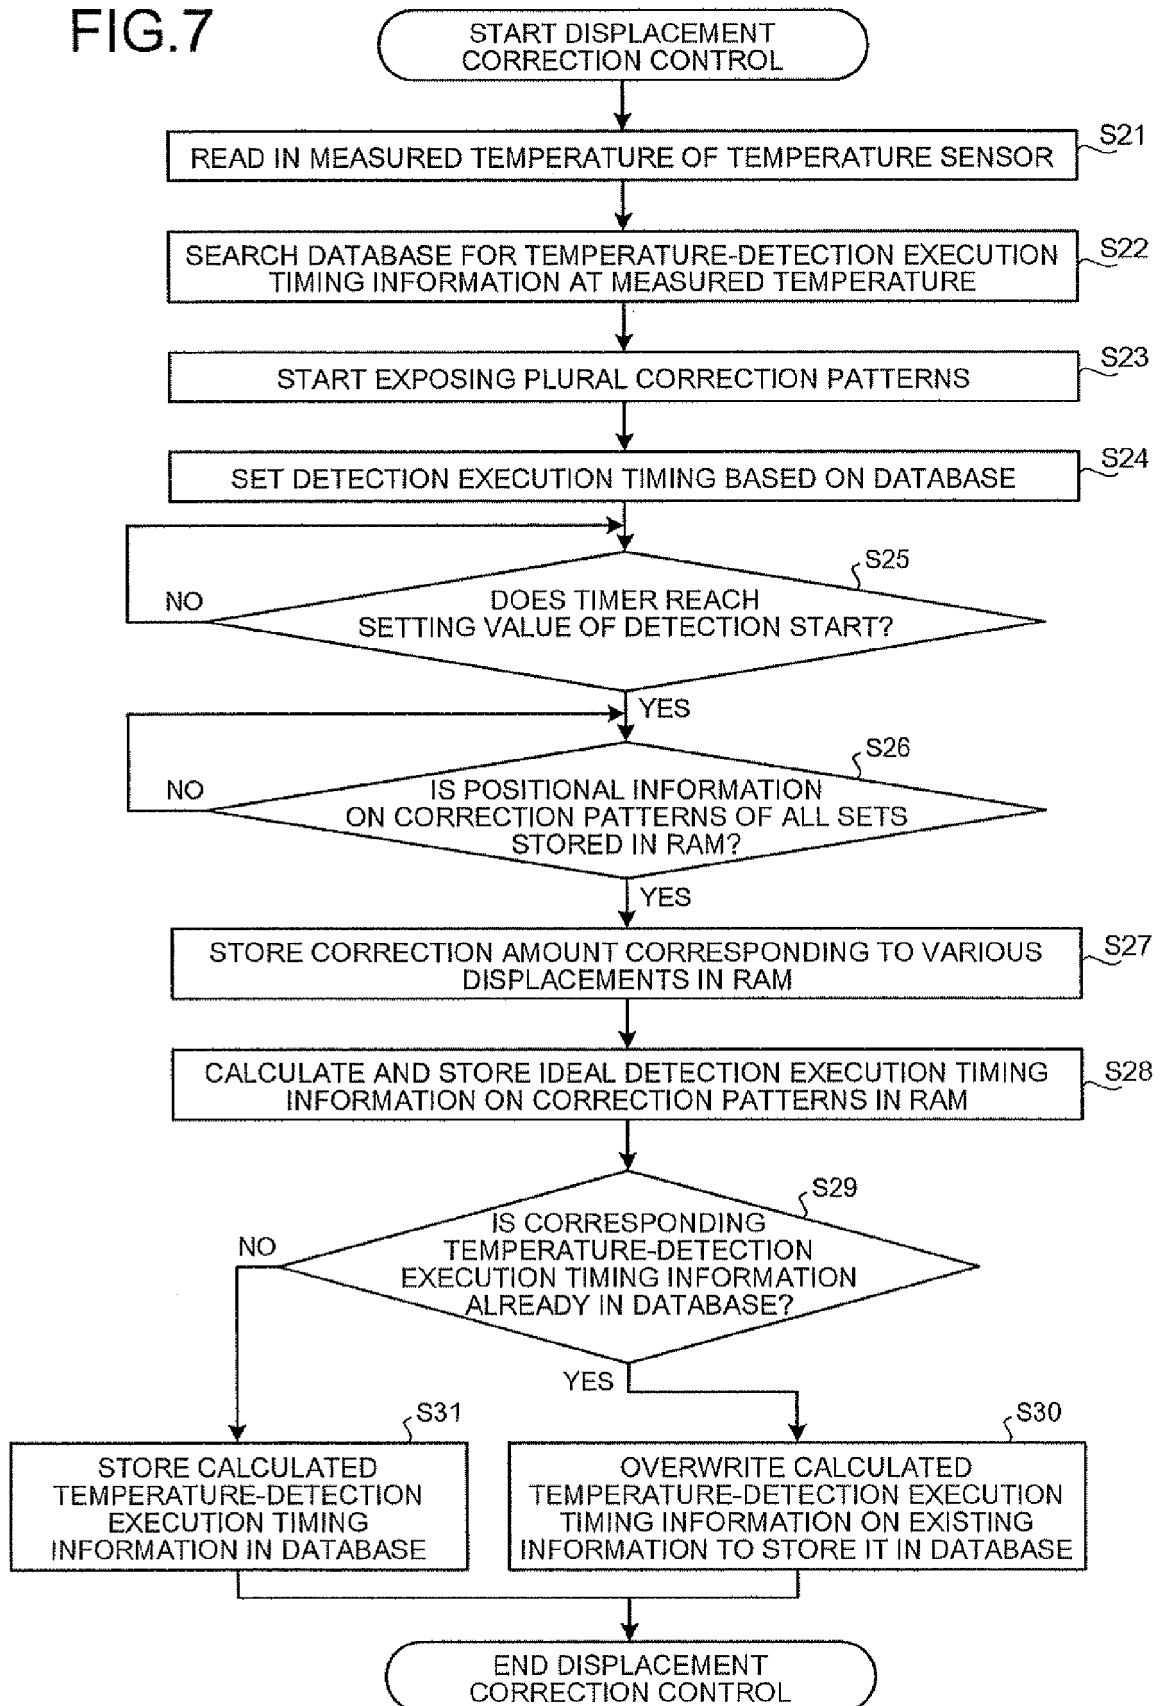 FIG.7
START DISPLACEMENT
CORRECTION CONTROL
S21
READ IN MEASURED TEMPERATURE OF TEMPERATURE SENSOR
S22
SEARCH DATABASE FOR TEMPERATURE-DETECTION EXECUTION
TIMING INFORMATION AT MEASURED TEMPERATURE
S23
START EXPOSING PLURAL CORRECTION PATTERNS
S24
SET DETECTION EXECUTION TIMING BASED ON DATABASE
S25
NO
DOES TIMER REACH
SETTING VALUE OF DETECTION START?
YES
S26
NO
IS POSITIONAL INFORMATION
ON CORRECTION PATTERNS OF ALL SETS
STORED IN RAM?
YES
S27
STORE CORRECTION AMOUNT CORRESPONDING TO VARIOUS
DISPLACEMENTS IN RAM
S28
CALCULATE AND STORE IDEAL DETECTION EXECUTION TIMING
INFORMATION ON CORRECTION PATTERNS IN RAM
S29
NO
IS CORRESPONDING
TEMPERATURE-DETECTION
EXECUTION TIMING INFORMATION
ALREADY IN DATABASE?
YES
S31
STORE CALCULATED
TEMPERATURE-DETECTION
EXECUTION TIMING
INFORMATION IN DATABASE
S30
OVERWRITE CALCULATED
TEMPERATURE-DETECTION EXECUTION
TIMING INFORMATION ON EXISTING
INFORMATION TO STORE IT IN DATABASE
END DISPLACEMENT
CORRECTION CONTROL